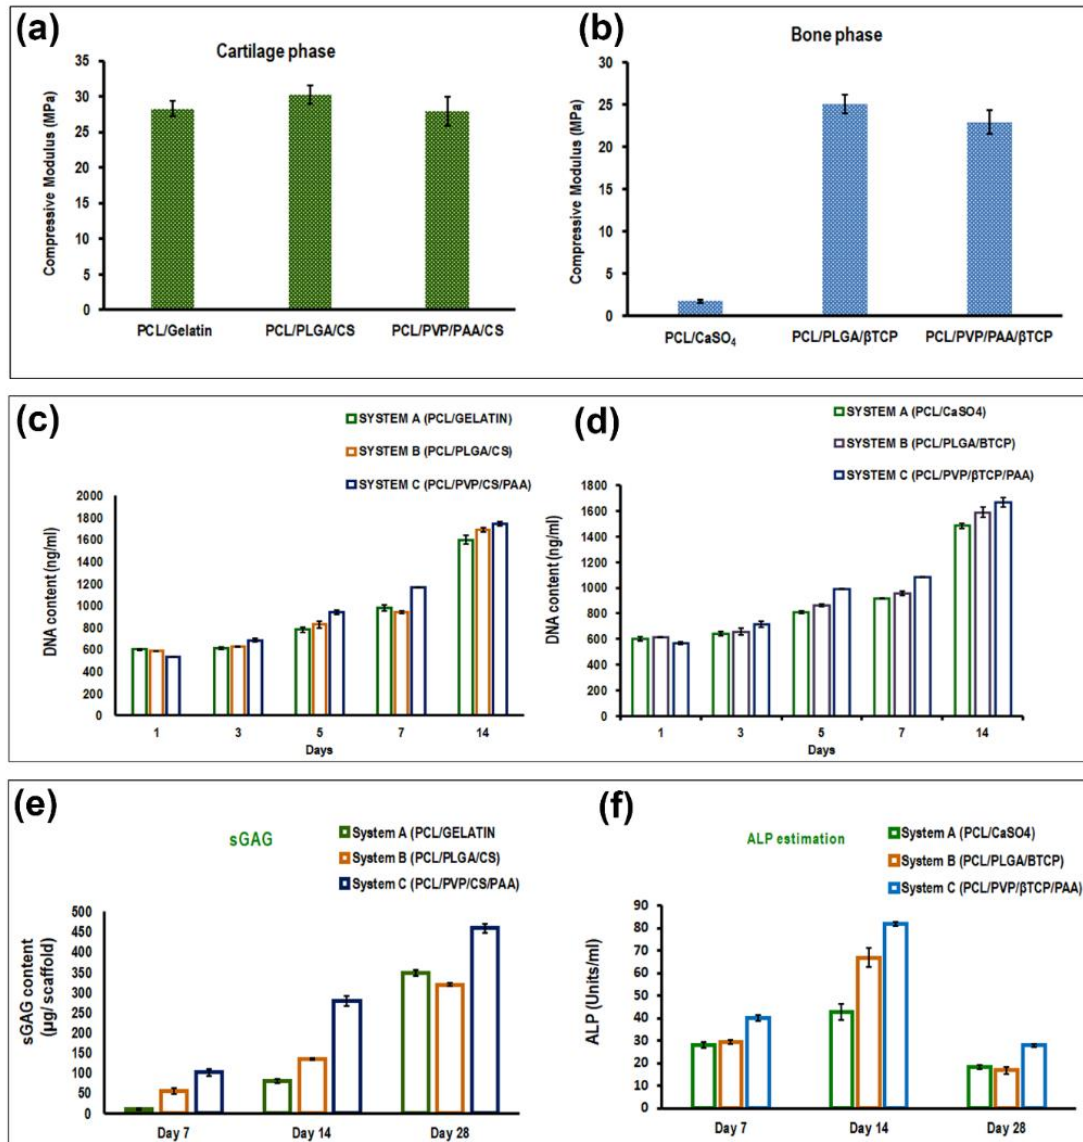 (a)
Cartilage phase
Compressive Modulus (MPa)
35
30
25
20
15
10
5
0
PCL/Gelatin PCL/PLGA/CS PCL/PVP/PAA/CS
(b)
Bone phase
Compressive Modulus (MPa)
30
25
20
15
10
5
0
PCL/CaSO₄ PCL/PLGA/βTCP PCL/PVP/PAA/βTCP
(c)
SYSTEM A (PCL/GELATIN)
SYSTEM B (PCL/PLGA/CS)
SYSTEM C (PCL/PVP/CS/PAA)
DNA content (ng/ml)
2000
1800
1600
1400
1200
1000
800
600
400
200
0
1 3 5 7 14
Days
(d)
SYSTEM A (PCL/CaSO4)
SYSTEM B (PCL/PLGA/BTCP)
SYSTEM C (PCL/PVP/βTCP/PAA)
DNA content (ng/ml)
1800
1600
1400
1200
1000
800
600
400
200
0
1 3 5 7 14
Days
(e)
sGAG
System A (PCL/GELATIN
System B (PCL/PLGA/CS)
System C (PCL/PVP/CS/PAA)
sGAG content
(µg/ scaffold)
500
450
400
350
300
250
200
150
100
50
0
Day 7 Day 14 Day 28
(f)
ALP estimation
System A (PCL/CaSO4)
System B (PCL/PLGA/BTCP)
System C (PCL/PVP/βTCP/PAA)
ALP (Units/ml)
90
80
70
60
50
40
30
20
10
0
Day 7 Day 14 Day 28